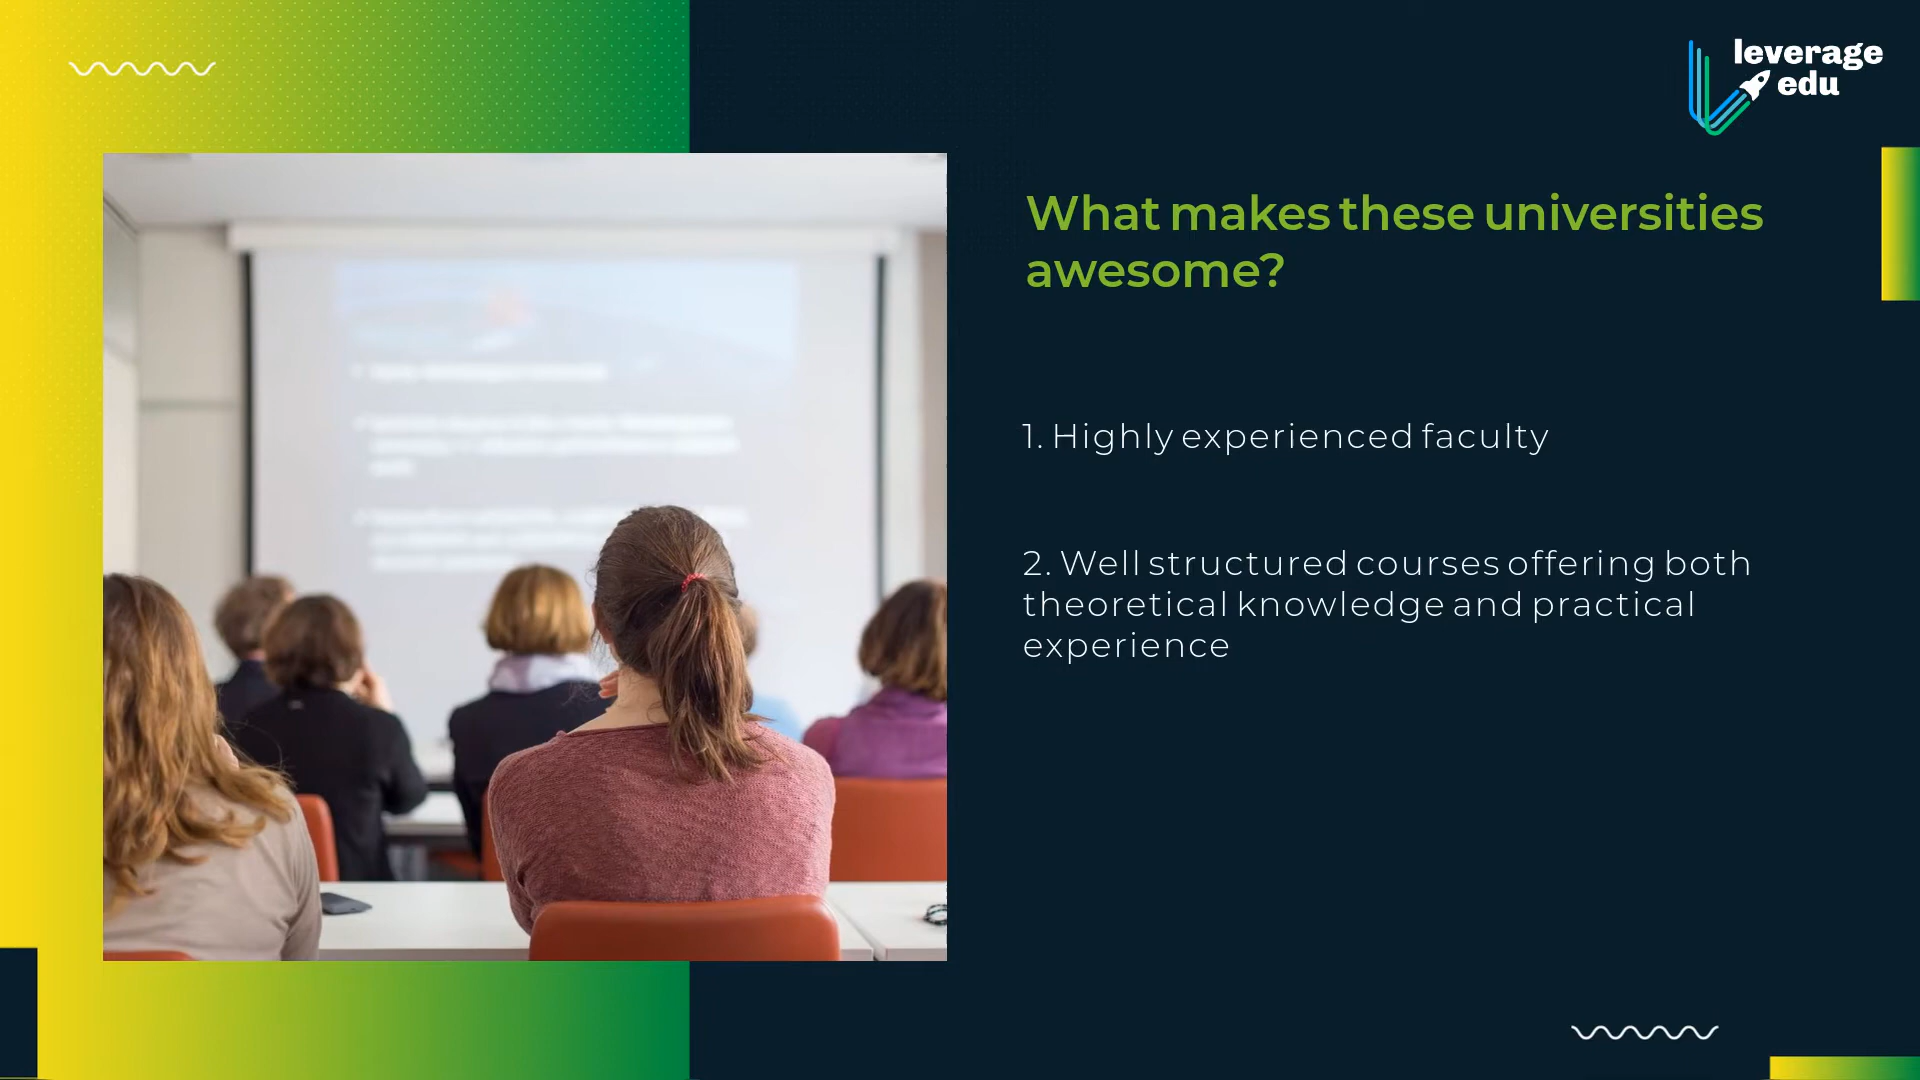 leverage
edu
What makes these universities
awesome?
1. Highly experienced faculty
2. Well structured courses offering both
theoretical knowledge and practical
experience